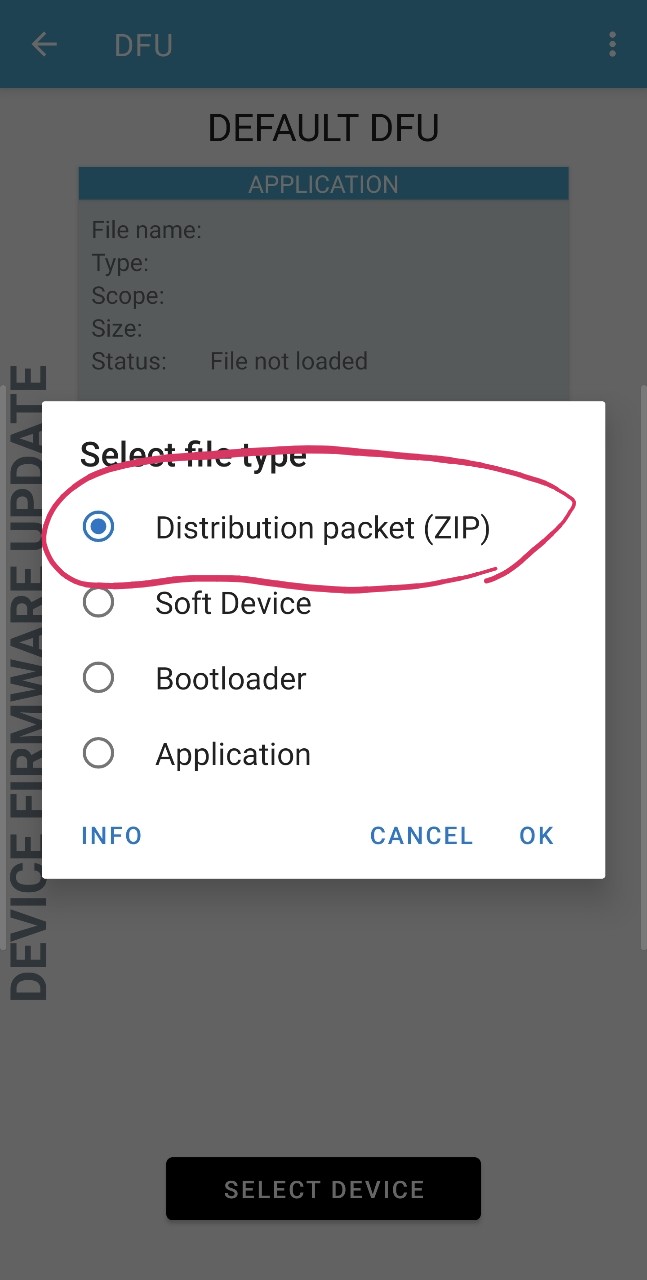 DFU
DEFAULT DFU
APPLICATION
File name:
Type:
Scope:
Size:
Status: File not loaded
DEVICE FIRMWARE UPDATE
Select file type
Distribution packet (ZIP)
Soft Device
Bootloader
Application
INFO CANCEL OK
SELECT DEVICE